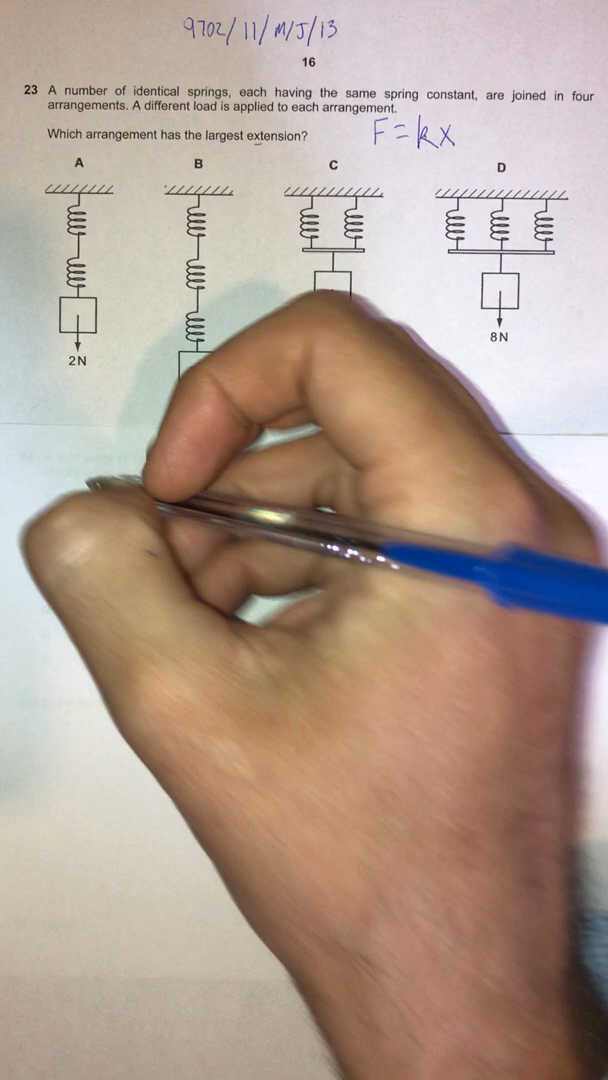 9702/11/M/J/13
16
23 A number of identical springs, each having the same spring constant, are joined in four
arrangements. A different load is applied to each arrangement.
Which arrangement has the largest extension?
F=kx
A B C D
2N
8N